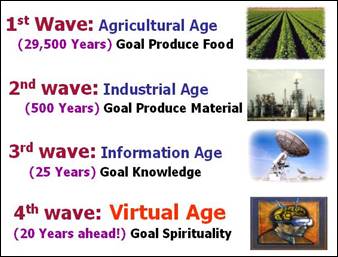 1st Wave: Agricultural Age
(29,500 Years) Goal Produce Food
2nd wave: Industrial Age
(500 Years) Goal Produce Material
3rd wave: Information Age
(25 Years) Goal Knowledge
4th wave: Virtual Age
(20 Years ahead!) Goal Spirituality